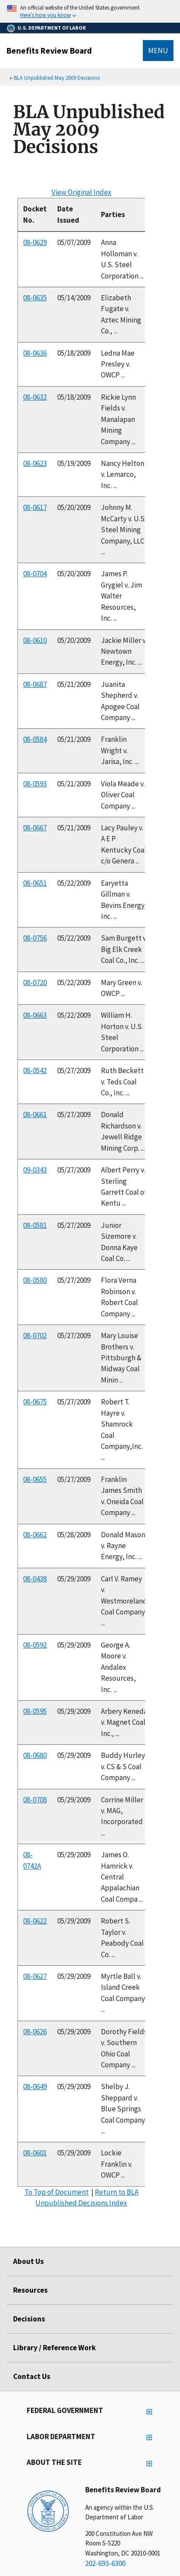 An official website of the United States government.
Here's how you know
U.S. DEPARTMENT OF LABOR
Benefits Review Board
MENU
BLA Unpublished May 2009 Decisions
BLA Unpublished
May 2009
Decisions
View Original Index
Docket No. Date Issued Parties
08-0629 05/07/2009 Anna Holloman v. U.S. Steel Corporation ...
08-0635 05/14/2009 Elizabeth Fugate v. Aztec Mining Co., ...
08-0636 05/18/2009 Ledna Mae Presley v. OWCP ...
08-0632 05/18/2009 Rickie Lynn Fields v. Manalapan Mining Company ...
08-0623 05/19/2009 Nancy Helton v. Lemarco, Inc. ...
08-0617 05/20/2009 Johnny M. McCarty v. U.S. Steel Mining Company, LLC ...
08-0704 05/20/2009 James P. Grygiel v. Jim Walter Resources, Inc. ...
08-0610 05/20/2009 Jackie Miller v. Newtown Energy, Inc. ...
08-0687 05/21/2009 Juanita Shepherd v. Apogee Coal Company ...
08-0584 05/21/2009 Franklin Wright v. Jarisa, Inc. ...
08-0593 05/21/2009 Viola Meade v. Oliver Coal Company ...
08-0667 05/21/2009 Lacy Pauley v. A E P Kentucky Coal c/o Genera ...
08-0651 05/22/2009 Earyetta Gillman v. Bevins Energy, Inc. ...
08-0756 05/22/2009 Sam Burgett v. Big Elk Creek Coal Co., Inc. ...
08-0720 05/22/2009 Mary Green v. OWCP ...
08-0663 05/22/2009 William H. Horton v. U.S. Steel Corporation ...
08-0542 05/27/2009 Ruth Beckett v. Teds Coal Co., Inc. ...
08-0661 05/27/2009 Donald Richardson v. Jewell Ridge Mining Corp. ...
09-0343 05/27/2009 Albert Perry v. Sterling Garrett Coal of Kentu ...
08-0581 05/27/2009 Junior Sizemore v. Donna Kaye Coal Co. ...
08-0580 05/27/2009 Flora Verna Robinson v. Robert Coal Company ...
08-0702 05/27/2009 Mary Louise Brothers v. Pittsburgh & Midway Coal Minin ...
08-0675 05/27/2009 Robert T. Hayre v. Shamrock Coal Company,Inc. ...
08-0655 05/27/2009 Franklin James Smith v. Oneida Coal Company ...
08-0662 05/28/2009 Donald Mason v. Rayne Energy, Inc. ...
08-0438 05/29/2009 Carl V. Ramey v. Westmoreland Coal Company ...
08-0592 05/29/2009 George A. Moore v. Andalex Resources, Inc. ...
08-0595 05/29/2009 Arbery Keneda v. Magnet Coal, Inc., ...
08-0680 05/29/2009 Buddy Hurley v. CS & S Coal Company ...
08-0708 05/29/2009 Corrine Miller v. MAG, Incorporated ...
08-0742A 05/29/2009 James O. Hamrick v. Central Appalachian Coal Compa ...
08-0622 05/29/2009 Robert S. Taylor v. Peabody Coal Co. ...
08-0627 05/29/2009 Myrtle Ball v. Island Creek Coal Company ...
08-0626 05/29/2009 Dorothy Fields v. Southern Ohio Coal Company ...
08-0649 05/29/2009 Shelby J. Sheppard v. Blue Springs Coal Company ...
08-0601 05/29/2009 Lockie Franklin v. OWCP ...
To Top of Document | Return to BLA
Unpublished Decisions Index
About Us
Resources
Decisions
Library / Reference Work
Contact Us
FEDERAL GOVERNMENT
LABOR DEPARTMENT
ABOUT THE SITE
Benefits Review Board
An agency within the U.S.
Department of Labor
200 Constitution Ave NW
Room S-5220
Washington, DC 20210-0001
202-693-6300